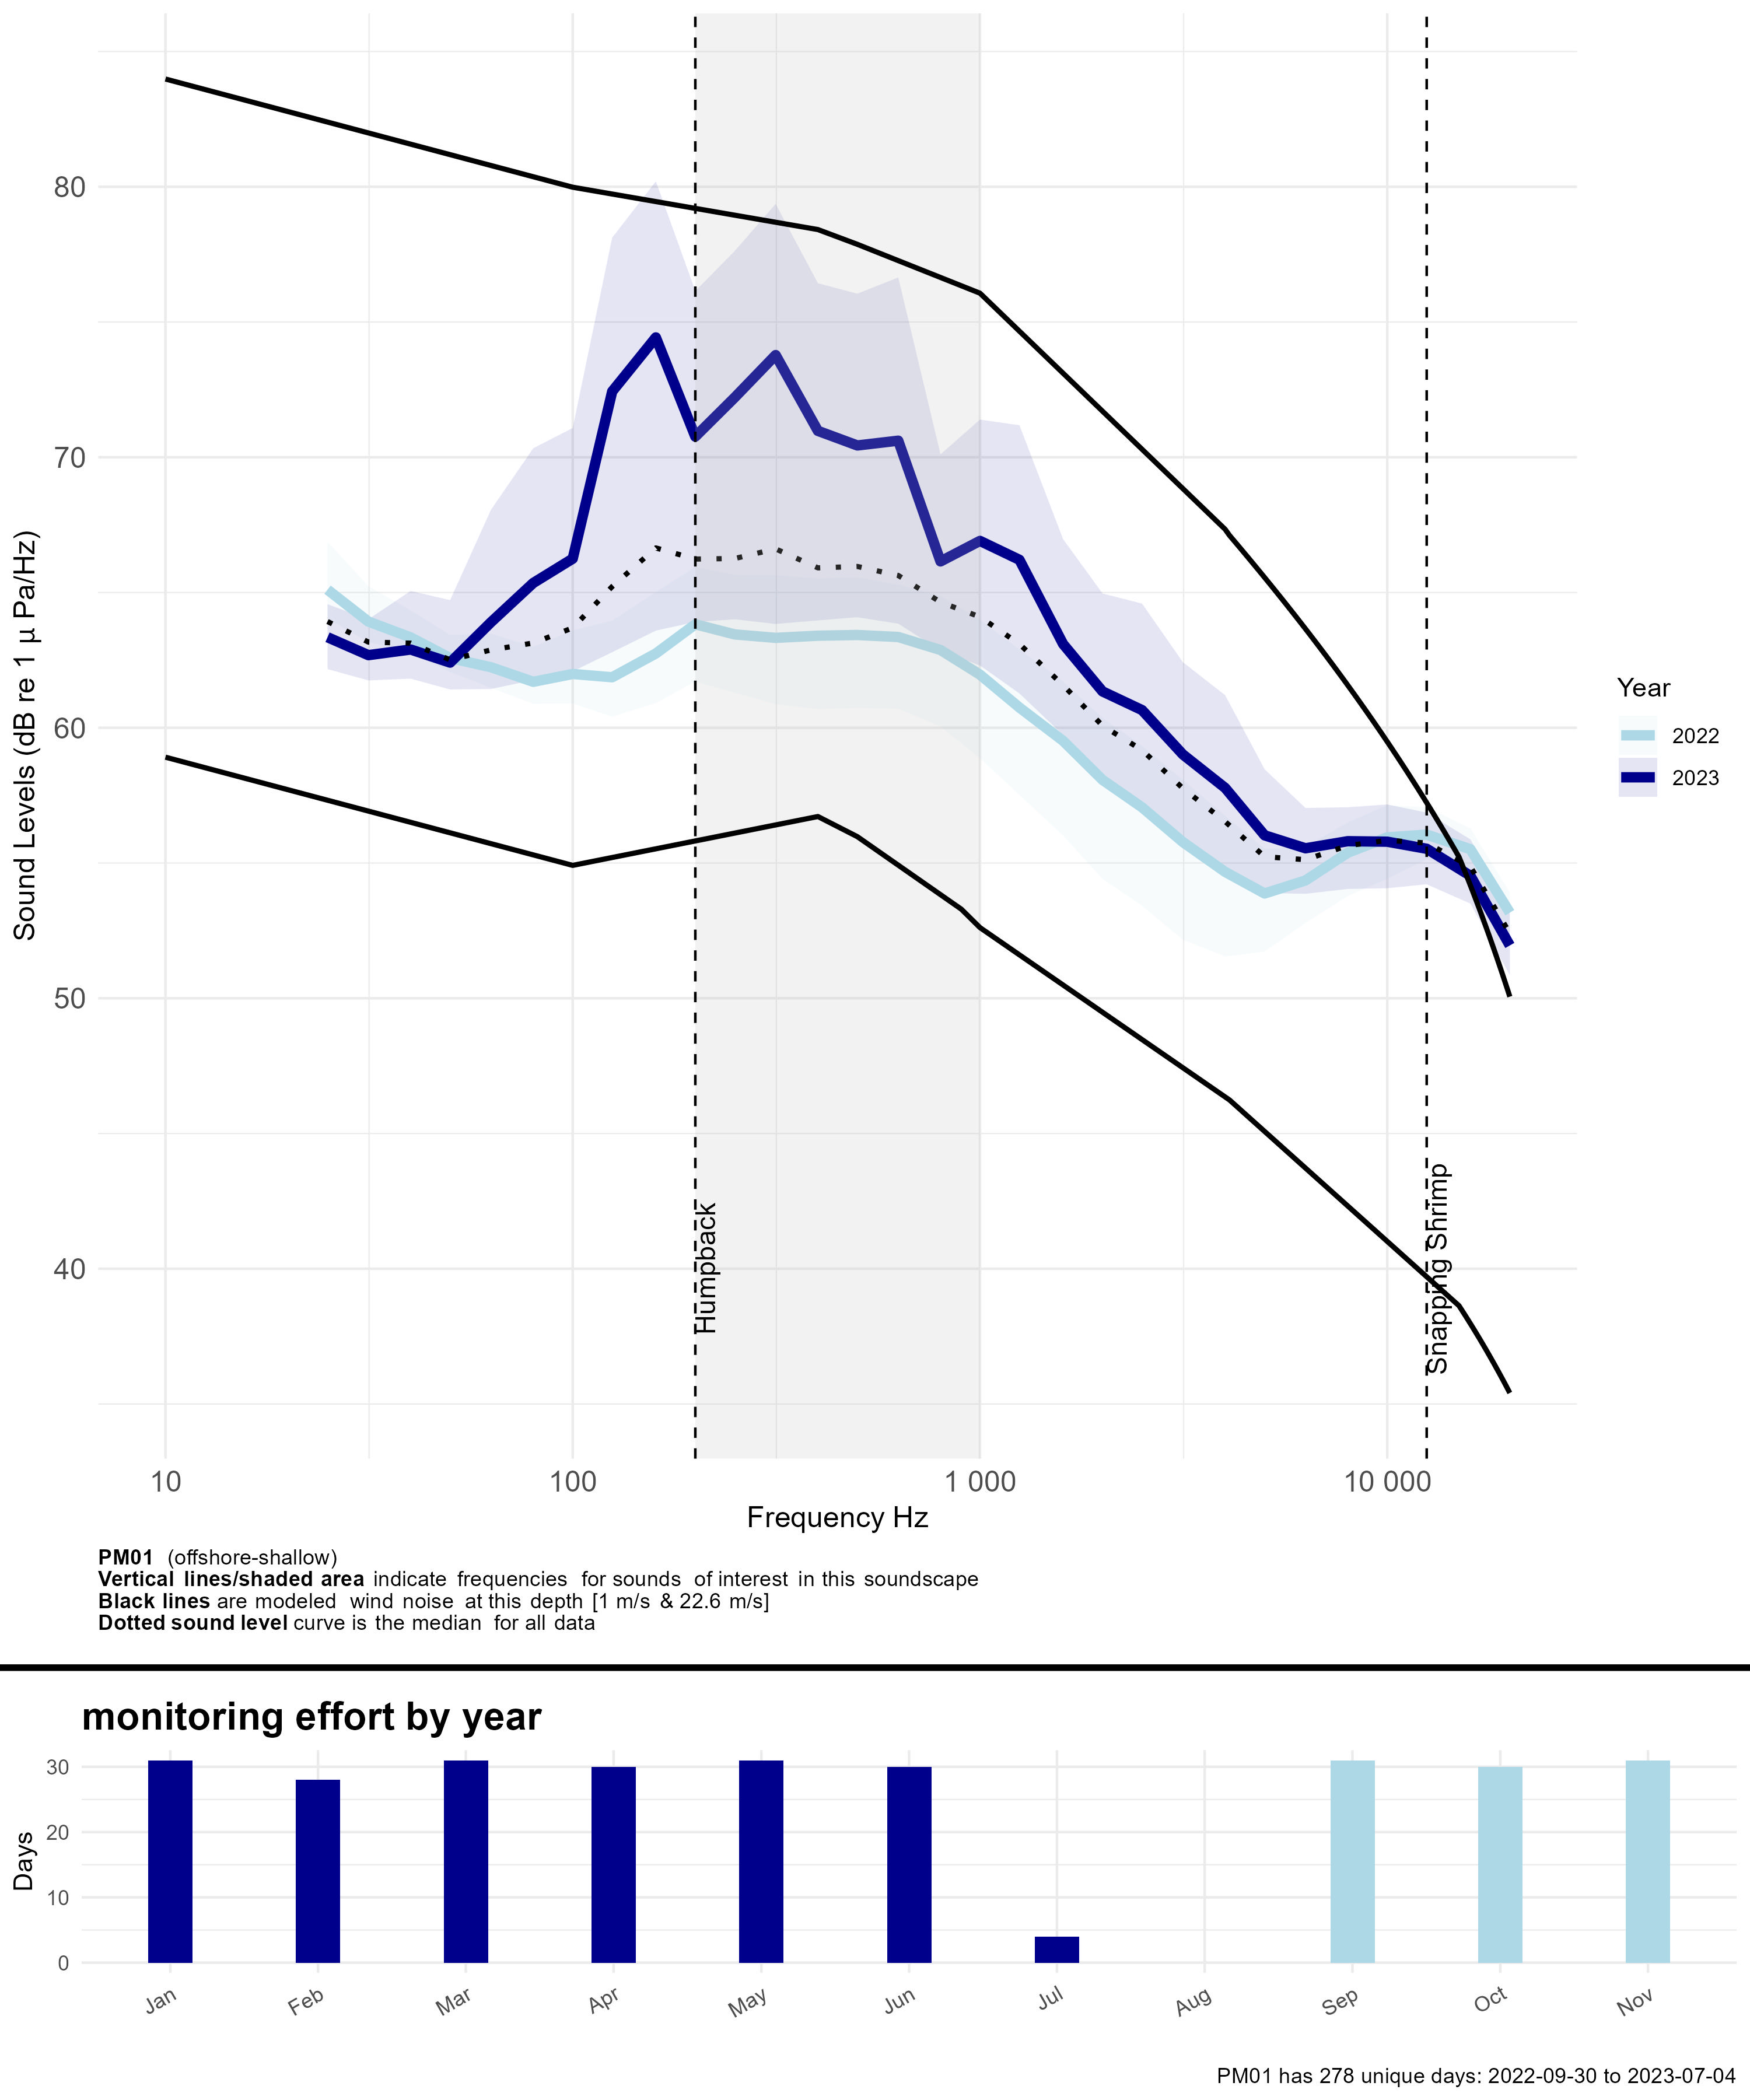 80
70
60
50
40
Sound Levels (dB re 1 µ Pa/Hz)
Humpback
Snapping Shrimp
10
100
1 000
10 000
Frequency Hz
Year
2022
2023
PM01 (offshore-shallow)
Vertical lines/shaded area indicate frequencies for sounds of interest in this soundscape
Black lines are modeled wind noise at this depth [1 m/s & 22.6 m/s]
Dotted sound level curve is the median for all data
monitoring effort by year
30
20
10
0
Days
Jan
Feb
Mar
Apr
May
Jun
Jul
Aug
Sep
Oct
Nov
PM01 has 278 unique days: 2022-09-30 to 2023-07-04